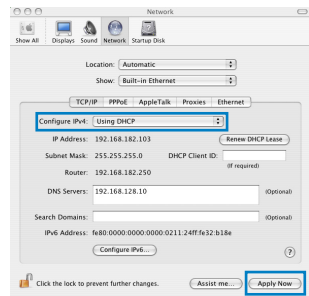 Network
Show All Displays Sound Network Startup Disk
Location: Automatic
Show: Built-in Ethernet
TCP/IP PPPoE AppleTalk Proxies Ethernet
Configure IPv4: Using DHCP
IP Address: 192.168.182.103 Renew DHCP Lease
Subnet Mask: 255.255.255.0 DHCP Client ID:
(If required)
Router: 192.168.182.250
DNS Servers: 192.168.128.10 (Optional)
Search Domains: (Optional)
IPv6 Address: fe80:0000:0000:0000:0211:24ff:fe32:b18e
Configure IPv6... ?
Click the lock to prevent further changes. Assist me... Apply Now